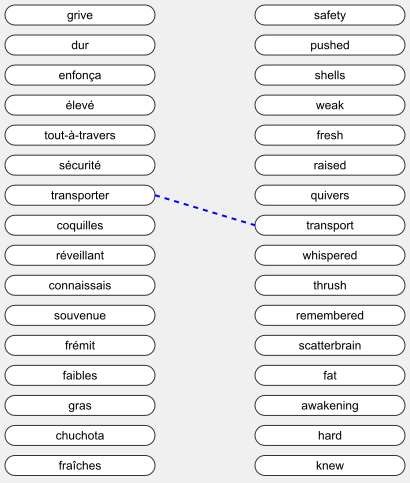 grive safety
dur pushed
enfonça shells
élevé weak
tout-à-travers fresh
sécurité raised
transporter quivers
coquilles transport
réveillant whispered
connaissais thrush
souvenue remembered
frémit scatterbrain
faibles fat
gras awakening
chuchota hard
fraîches knew